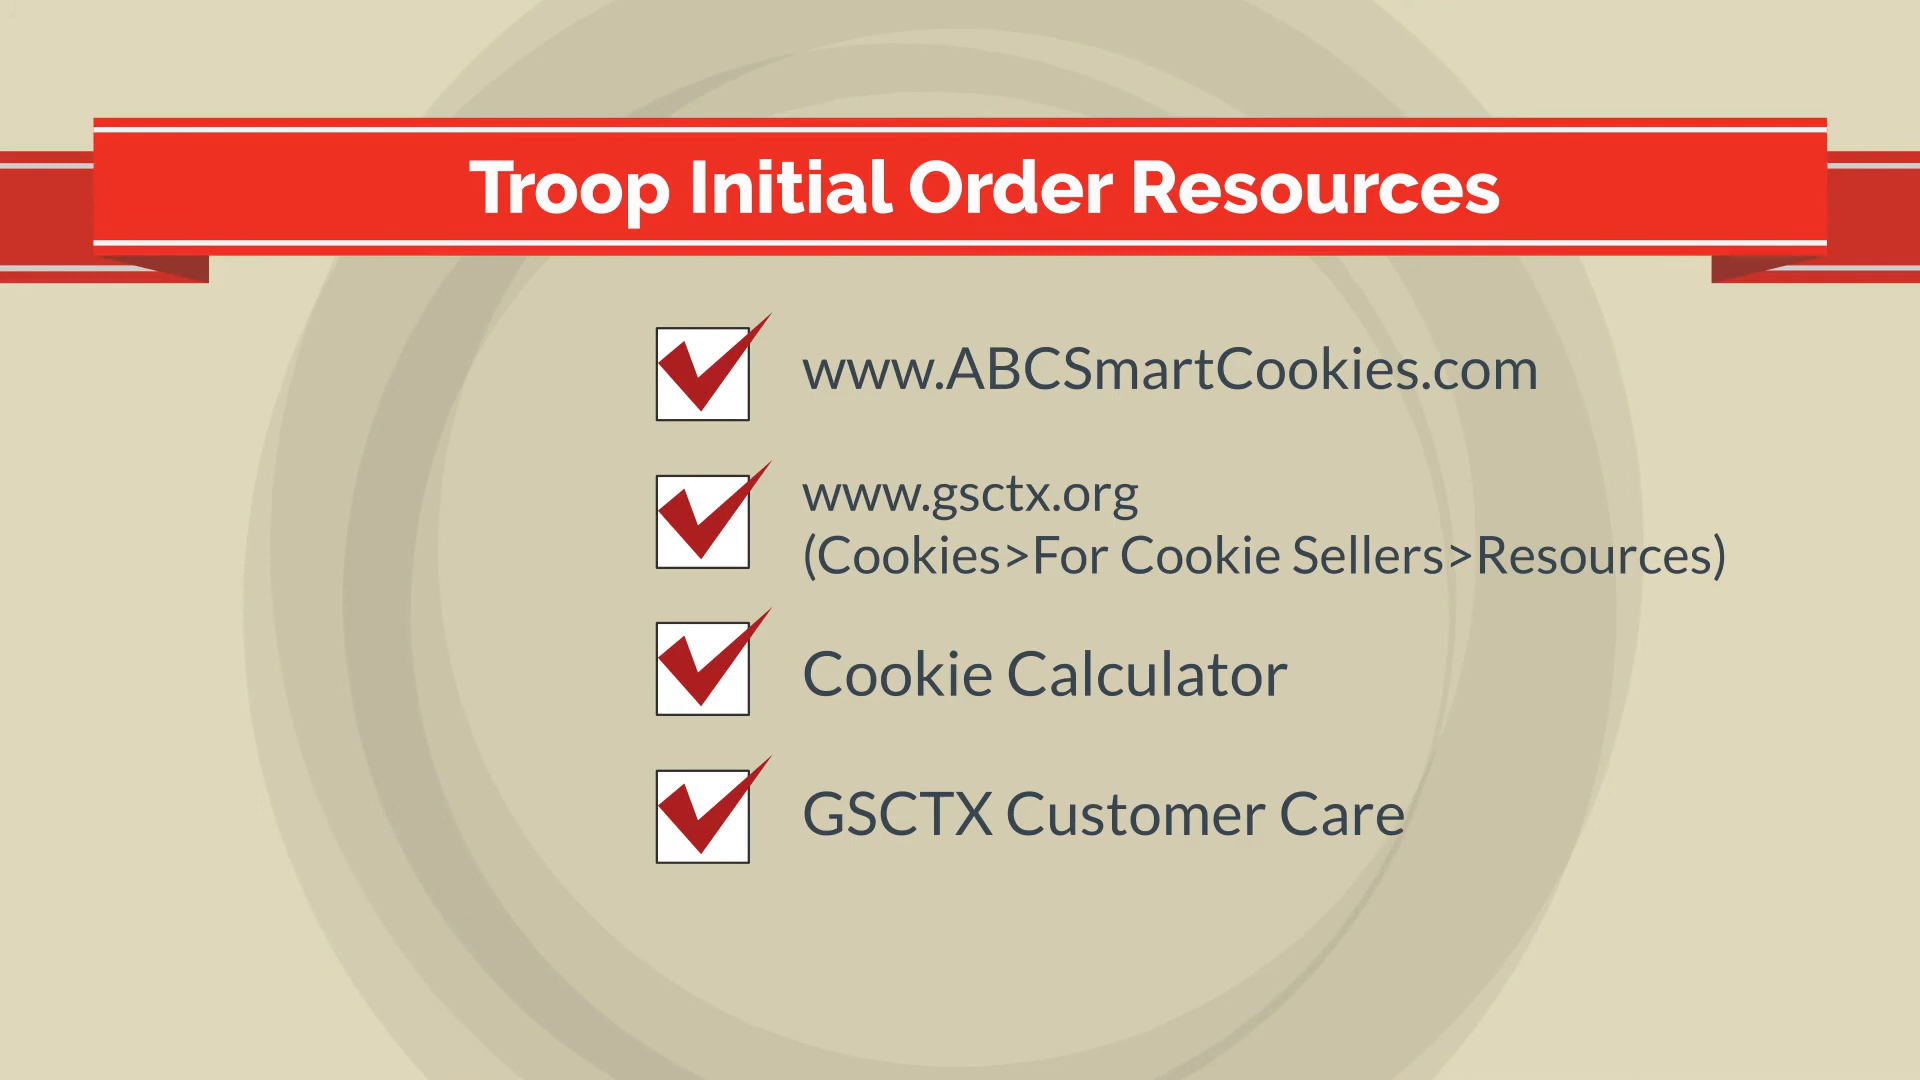 Troop Initial Order Resources
www.ABCSmartCookies.com
www.gsctx.org
(Cookies>For Cookie Sellers>Resources)
Cookie Calculator
GSCTX Customer Care